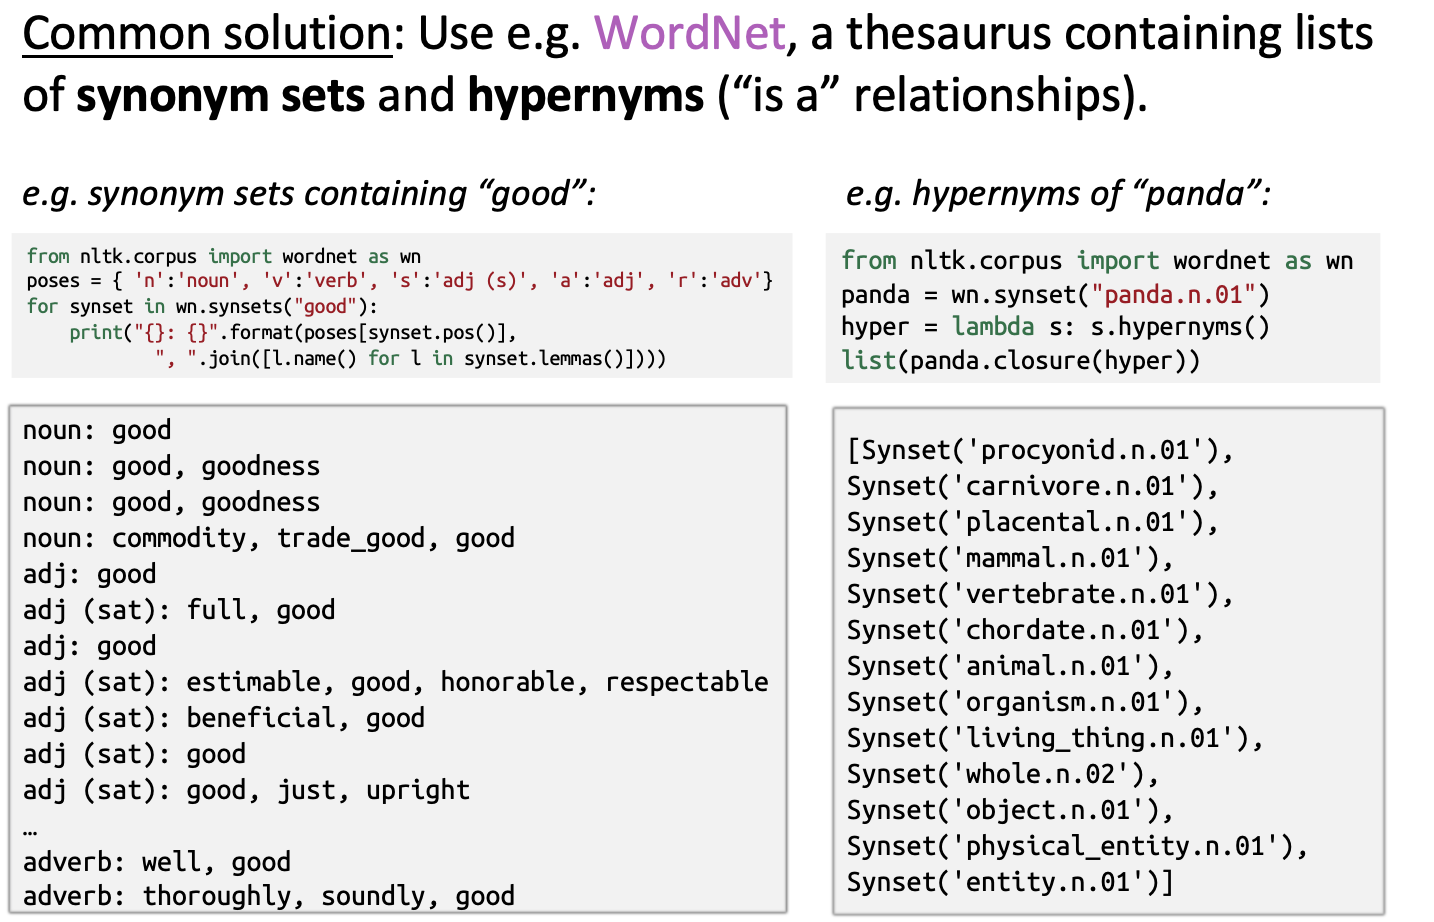 Common solution: Use e.g. WordNet, a thesaurus containing lists
of synonym sets and hypernyms (“is a” relationships).
e.g. synonym sets containing “good”:
from nltk.corpus import wordnet as wn
poses = { 'n':'noun', 'v':'verb', 's':'adj (s)', 'a':'adj', 'r':'adv'}
for synset in wn.synsets("good"):
    print("{}: {}".format(poses[synset.pos()],
            ", ".join([l.name() for l in synset.lemmas()])))
noun: good
noun: good, goodness
noun: good, goodness
noun: commodity, trade_good, good
adj: good
adj (sat): full, good
adj: good
adj (sat): estimable, good, honorable, respectable
adj (sat): beneficial, good
adj (sat): good
adj (sat): good, just, upright
…
adverb: well, good
adverb: thoroughly, soundly, good
e.g. hypernyms of “panda”:
from nltk.corpus import wordnet as wn
panda = wn.synset("panda.n.01")
hyper = lambda s: s.hypernyms()
list(panda.closure(hyper))
[Synset('procyonid.n.01'),
Synset('carnivore.n.01'),
Synset('placental.n.01'),
Synset('mammal.n.01'),
Synset('vertebrate.n.01'),
Synset('chordate.n.01'),
Synset('animal.n.01'),
Synset('organism.n.01'),
Synset('living_thing.n.01'),
Synset('whole.n.02'),
Synset('object.n.01'),
Synset('physical_entity.n.01'),
Synset('entity.n.01')]